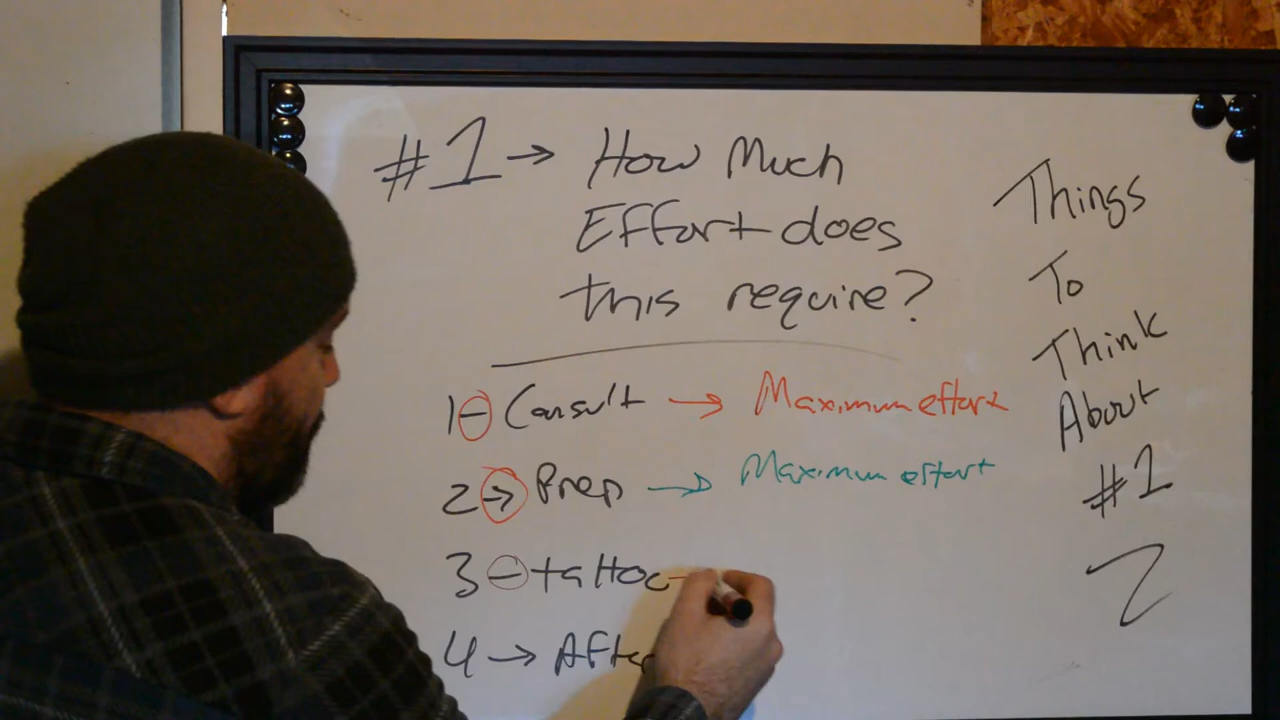 #1 → How Much
Effort does
this require?
1 - Consult → Maximum effort
2 → Prep → Maximum effort
3 - tattoo
4 → After
Things
To
Think
About
#1